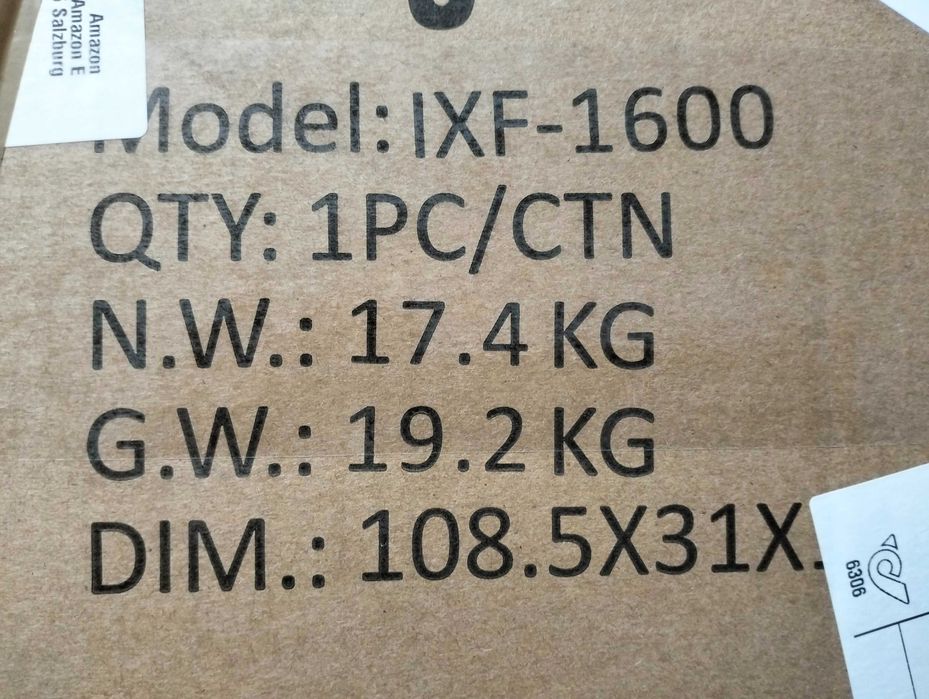 Amazon
Amazon E
Salzburg
Model: IXF-1600
QTY: 1PC/CTN
N.W.: 17.4 KG
G.W.: 19.2 KG
DIM.: 108.5X31X
6306